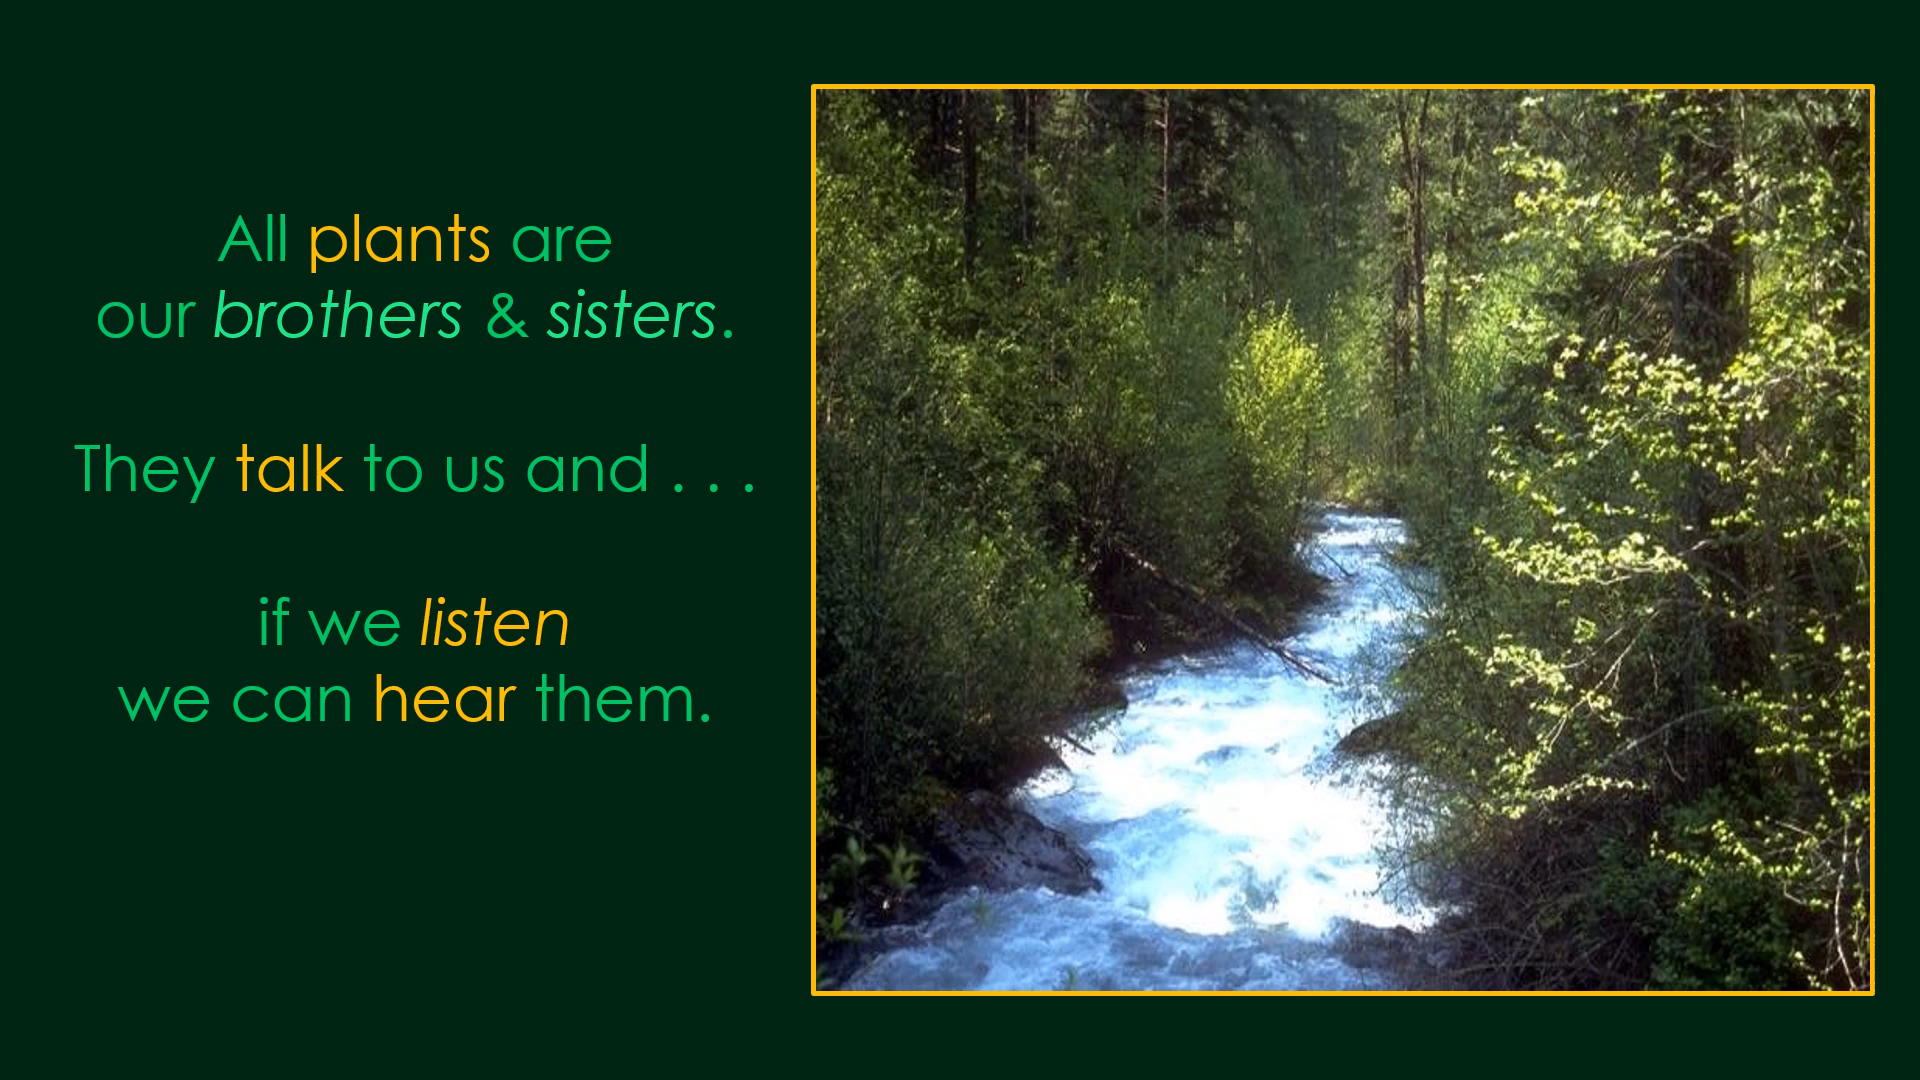 All plants are
our brothers & sisters.
They talk to us and . . .
if we listen
we can hear them.